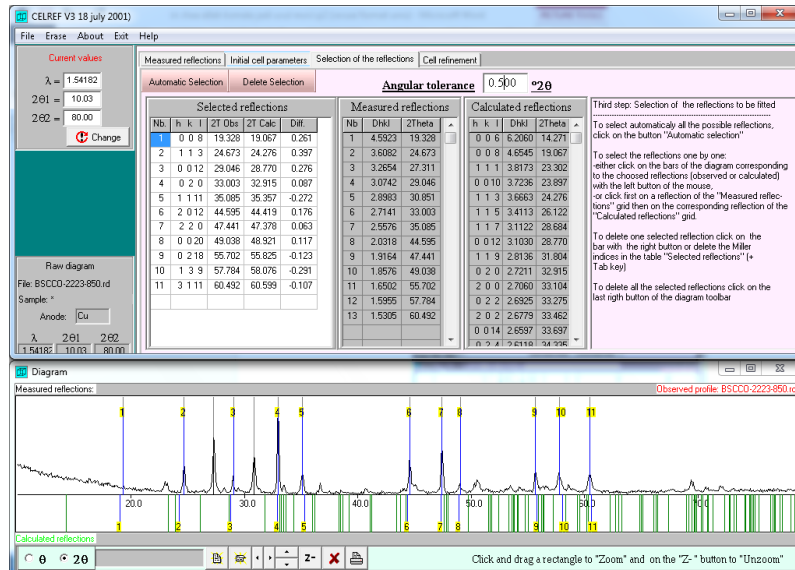 CELREF V3 18 july 2001)
File Erase About Exit Help
Current values
λ = 1.54182
2θ1 = 10.03
2θ2 = 80.00
Change
Measured reflections Initial cell parameters Selection of the reflections Cell refinement
Automatic Selection Delete Selection Angular tolerance 0.500 °2θ
Selected reflections
Nb. h k l 2T Obs 2T Calc Diff.
1 0 0 8 19.328 19.067 0.261
2 1 1 3 24.673 24.276 0.397
3 0 0 12 29.046 28.770 0.276
4 0 2 0 33.003 32.915 0.087
5 1 1 11 35.085 35.357 -0.272
6 2 0 12 44.595 44.419 0.176
7 2 2 0 47.441 47.378 0.063
8 0 0 20 49.038 48.921 0.117
9 0 2 18 55.702 55.825 -0.123
10 1 3 9 57.784 58.076 -0.291
11 3 1 11 60.492 60.599 -0.107
Measured reflections
Nb Dhkl 2Theta
1 4.5923 19.328
2 3.6082 24.673
3 3.2654 27.311
4 3.0742 29.046
5 2.8983 30.851
6 2.7141 33.003
7 2.5576 35.085
8 2.0318 44.595
9 1.9164 47.441
10 1.8576 49.038
11 1.6502 55.702
12 1.5955 57.784
13 1.5305 60.492
Calculated reflections
h k l Dhkl 2Theta
0 0 6 6.2060 14.271
0 0 8 4.6545 19.067
1 1 1 3.8173 23.302
0 0 10 3.7236 23.897
1 1 3 3.6663 24.276
1 1 5 3.4113 26.122
1 1 7 3.1122 28.684
0 0 12 3.1030 28.770
1 1 9 2.8136 31.804
0 2 0 2.7211 32.915
2 0 0 2.7060 33.104
0 2 2 2.6925 33.275
2 0 2 2.6779 33.462
0 0 14 2.6597 33.697
0 2 4 2.6118 34.335
Third step: Selection of the reflections to be fitted
To select automaticaly all the possible reflections,
click on the button "Automatic selection"
To select the reflections one by one:
-either click on the bars of the diagram corresponding
to the choosed reflections (observed or calculated)
with the left button of the mouse,
-or click first on a reflection of the "Measured reflec-
tions" grid then on the corresponding reflection of the
"Calculated reflections" grid.
To delete one selected reflection click on the
bar with the right button or delete the Miller
indices in the table "Selected reflections" (+
Tab key)
To delete all the selected reflections click on the
last rigth button of the diagram toolbar
Raw diagram
File: BSCCO-2223-850.rd
Sample: *
Anode: Cu
λ 2θ1 2θ2
1.54182 10.03 80.00
Diagram
Measured reflections: Observed profile: BSCCO-2223-850.rd
1 2 3 4 5 6 7 8 9 10 11
20.0 30.0 40.0 50.0 60.0
1 2 3 4 5 6 7 8 9 10 11
Calculated reflections
θ 2θ Z- Click and drag a rectangle to "Zoom" and on the "Z- " button to "Unzoom"